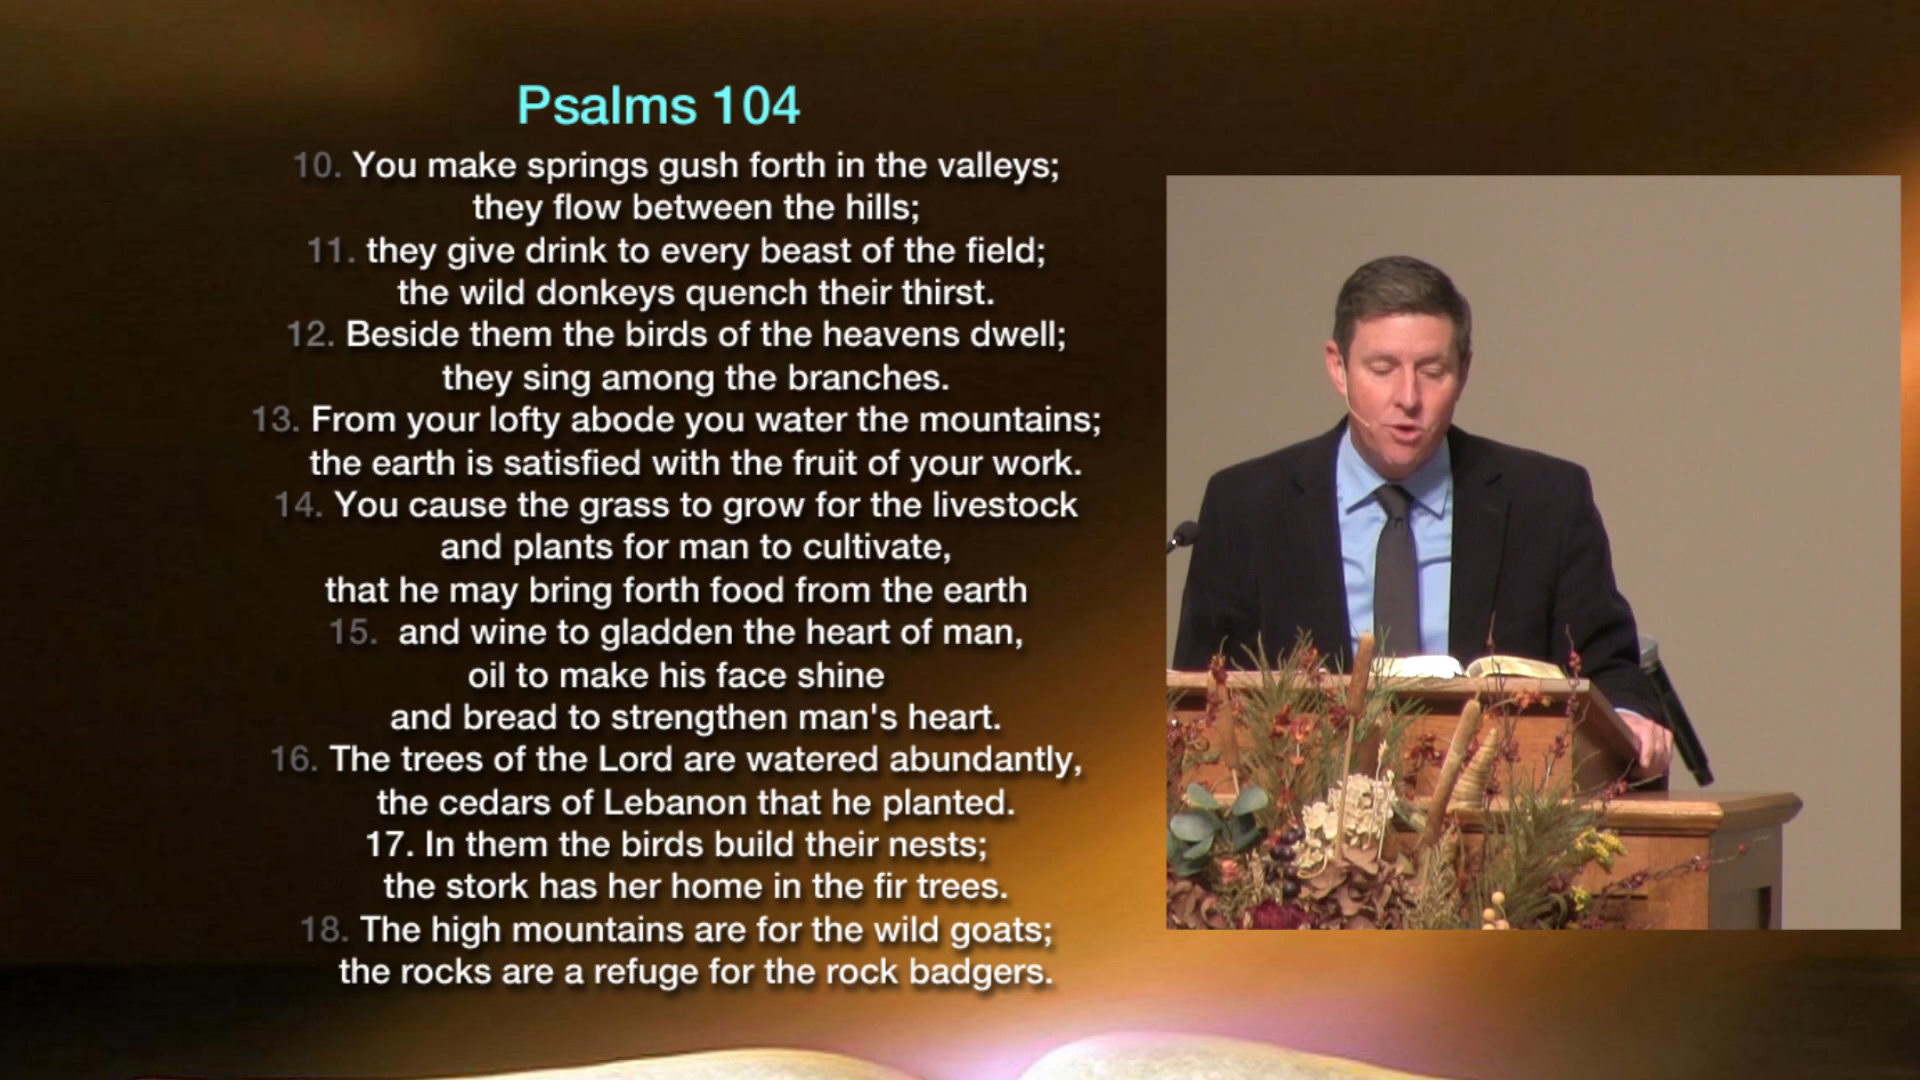 Psalms 104
10. You make springs gush forth in the valleys;
they flow between the hills;
11. they give drink to every beast of the field;
the wild donkeys quench their thirst.
12. Beside them the birds of the heavens dwell;
they sing among the branches.
13. From your lofty abode you water the mountains;
the earth is satisfied with the fruit of your work.
14. You cause the grass to grow for the livestock
and plants for man to cultivate,
that he may bring forth food from the earth
15. and wine to gladden the heart of man,
oil to make his face shine
and bread to strengthen man's heart.
16. The trees of the Lord are watered abundantly,
the cedars of Lebanon that he planted.
17. In them the birds build their nests;
the stork has her home in the fir trees.
18. The high mountains are for the wild goats;
the rocks are a refuge for the rock badgers.